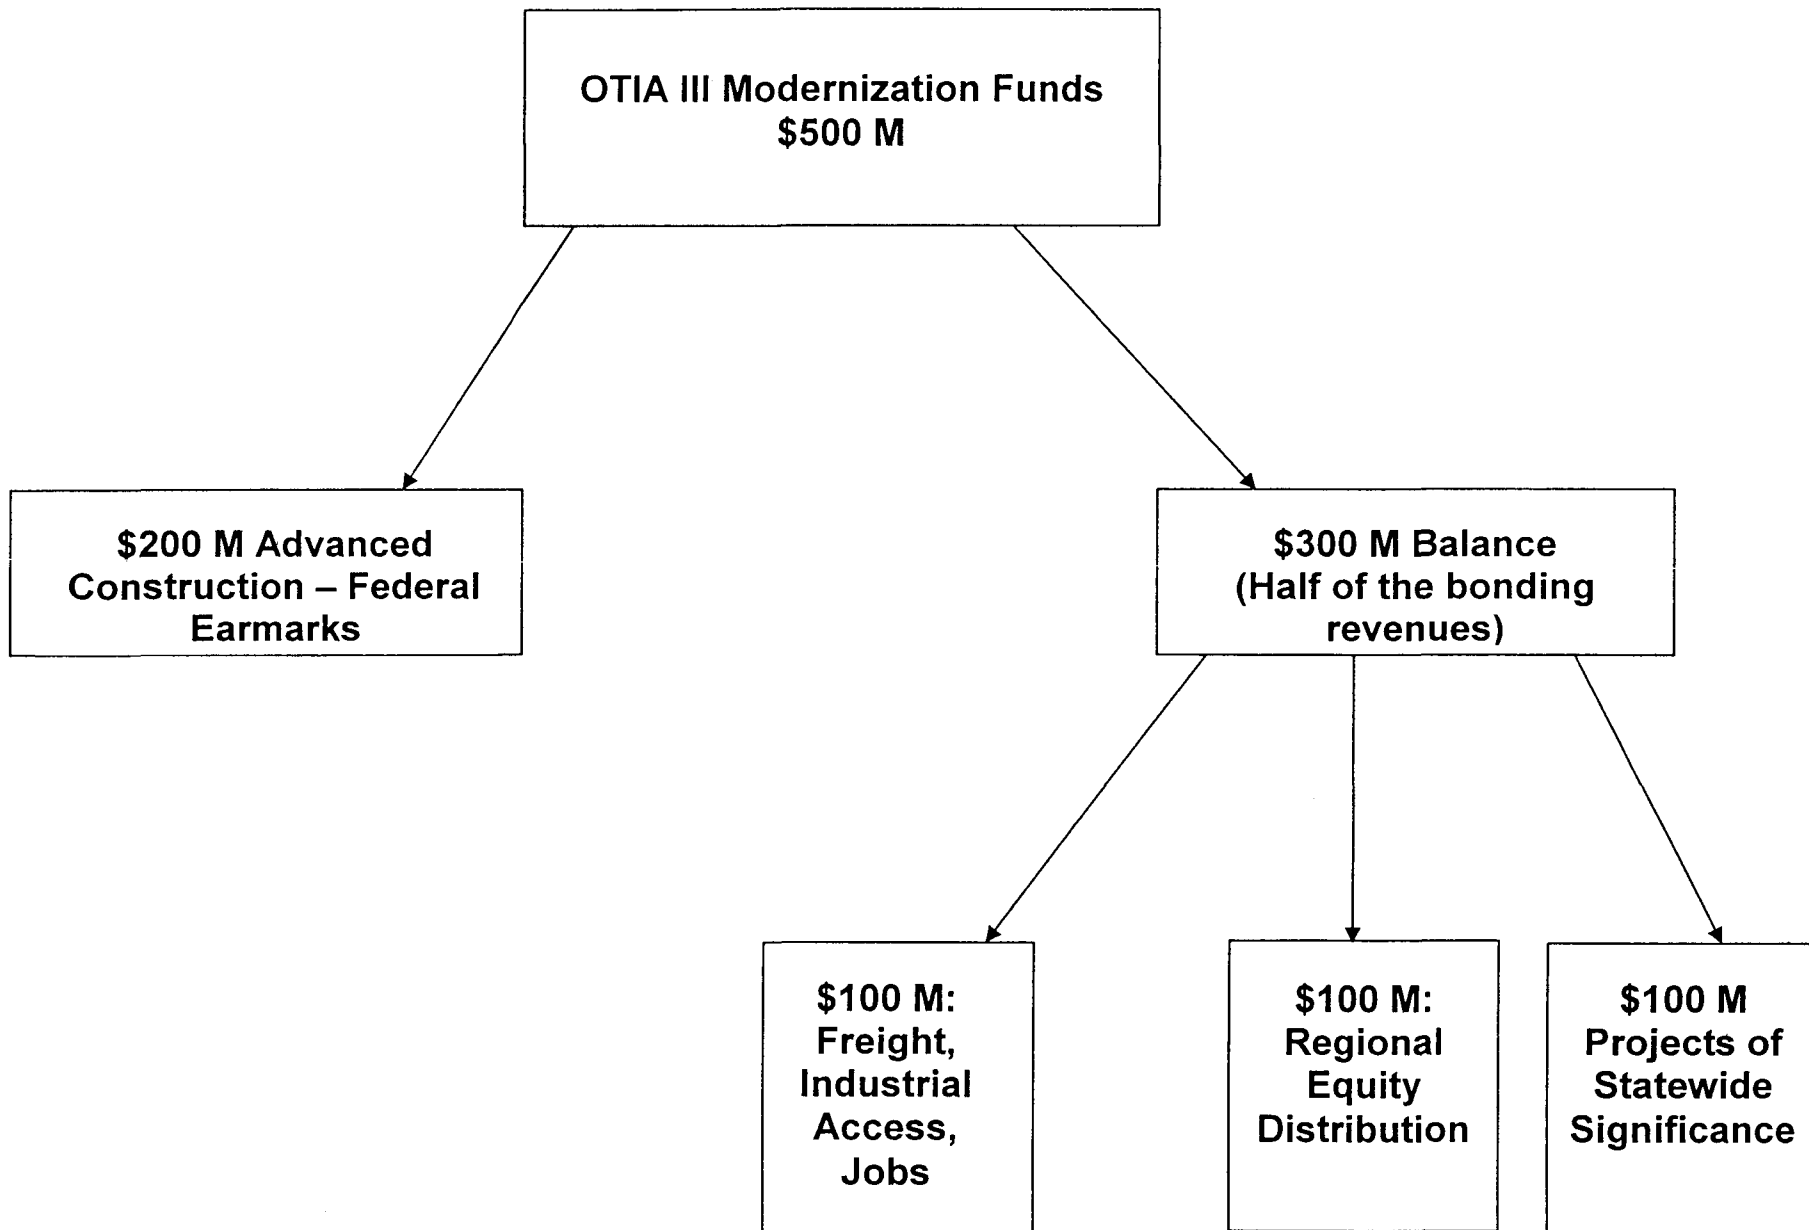 OTIA III Modernization Funds
$500 M
$200 M Advanced
Construction – Federal
Earmarks
$300 M Balance
(Half of the bonding
revenues)
$100 M:
Freight,
Industrial
Access,
Jobs
$100 M:
Regional
Equity
Distribution
$100 M
Projects of
Statewide
Significance